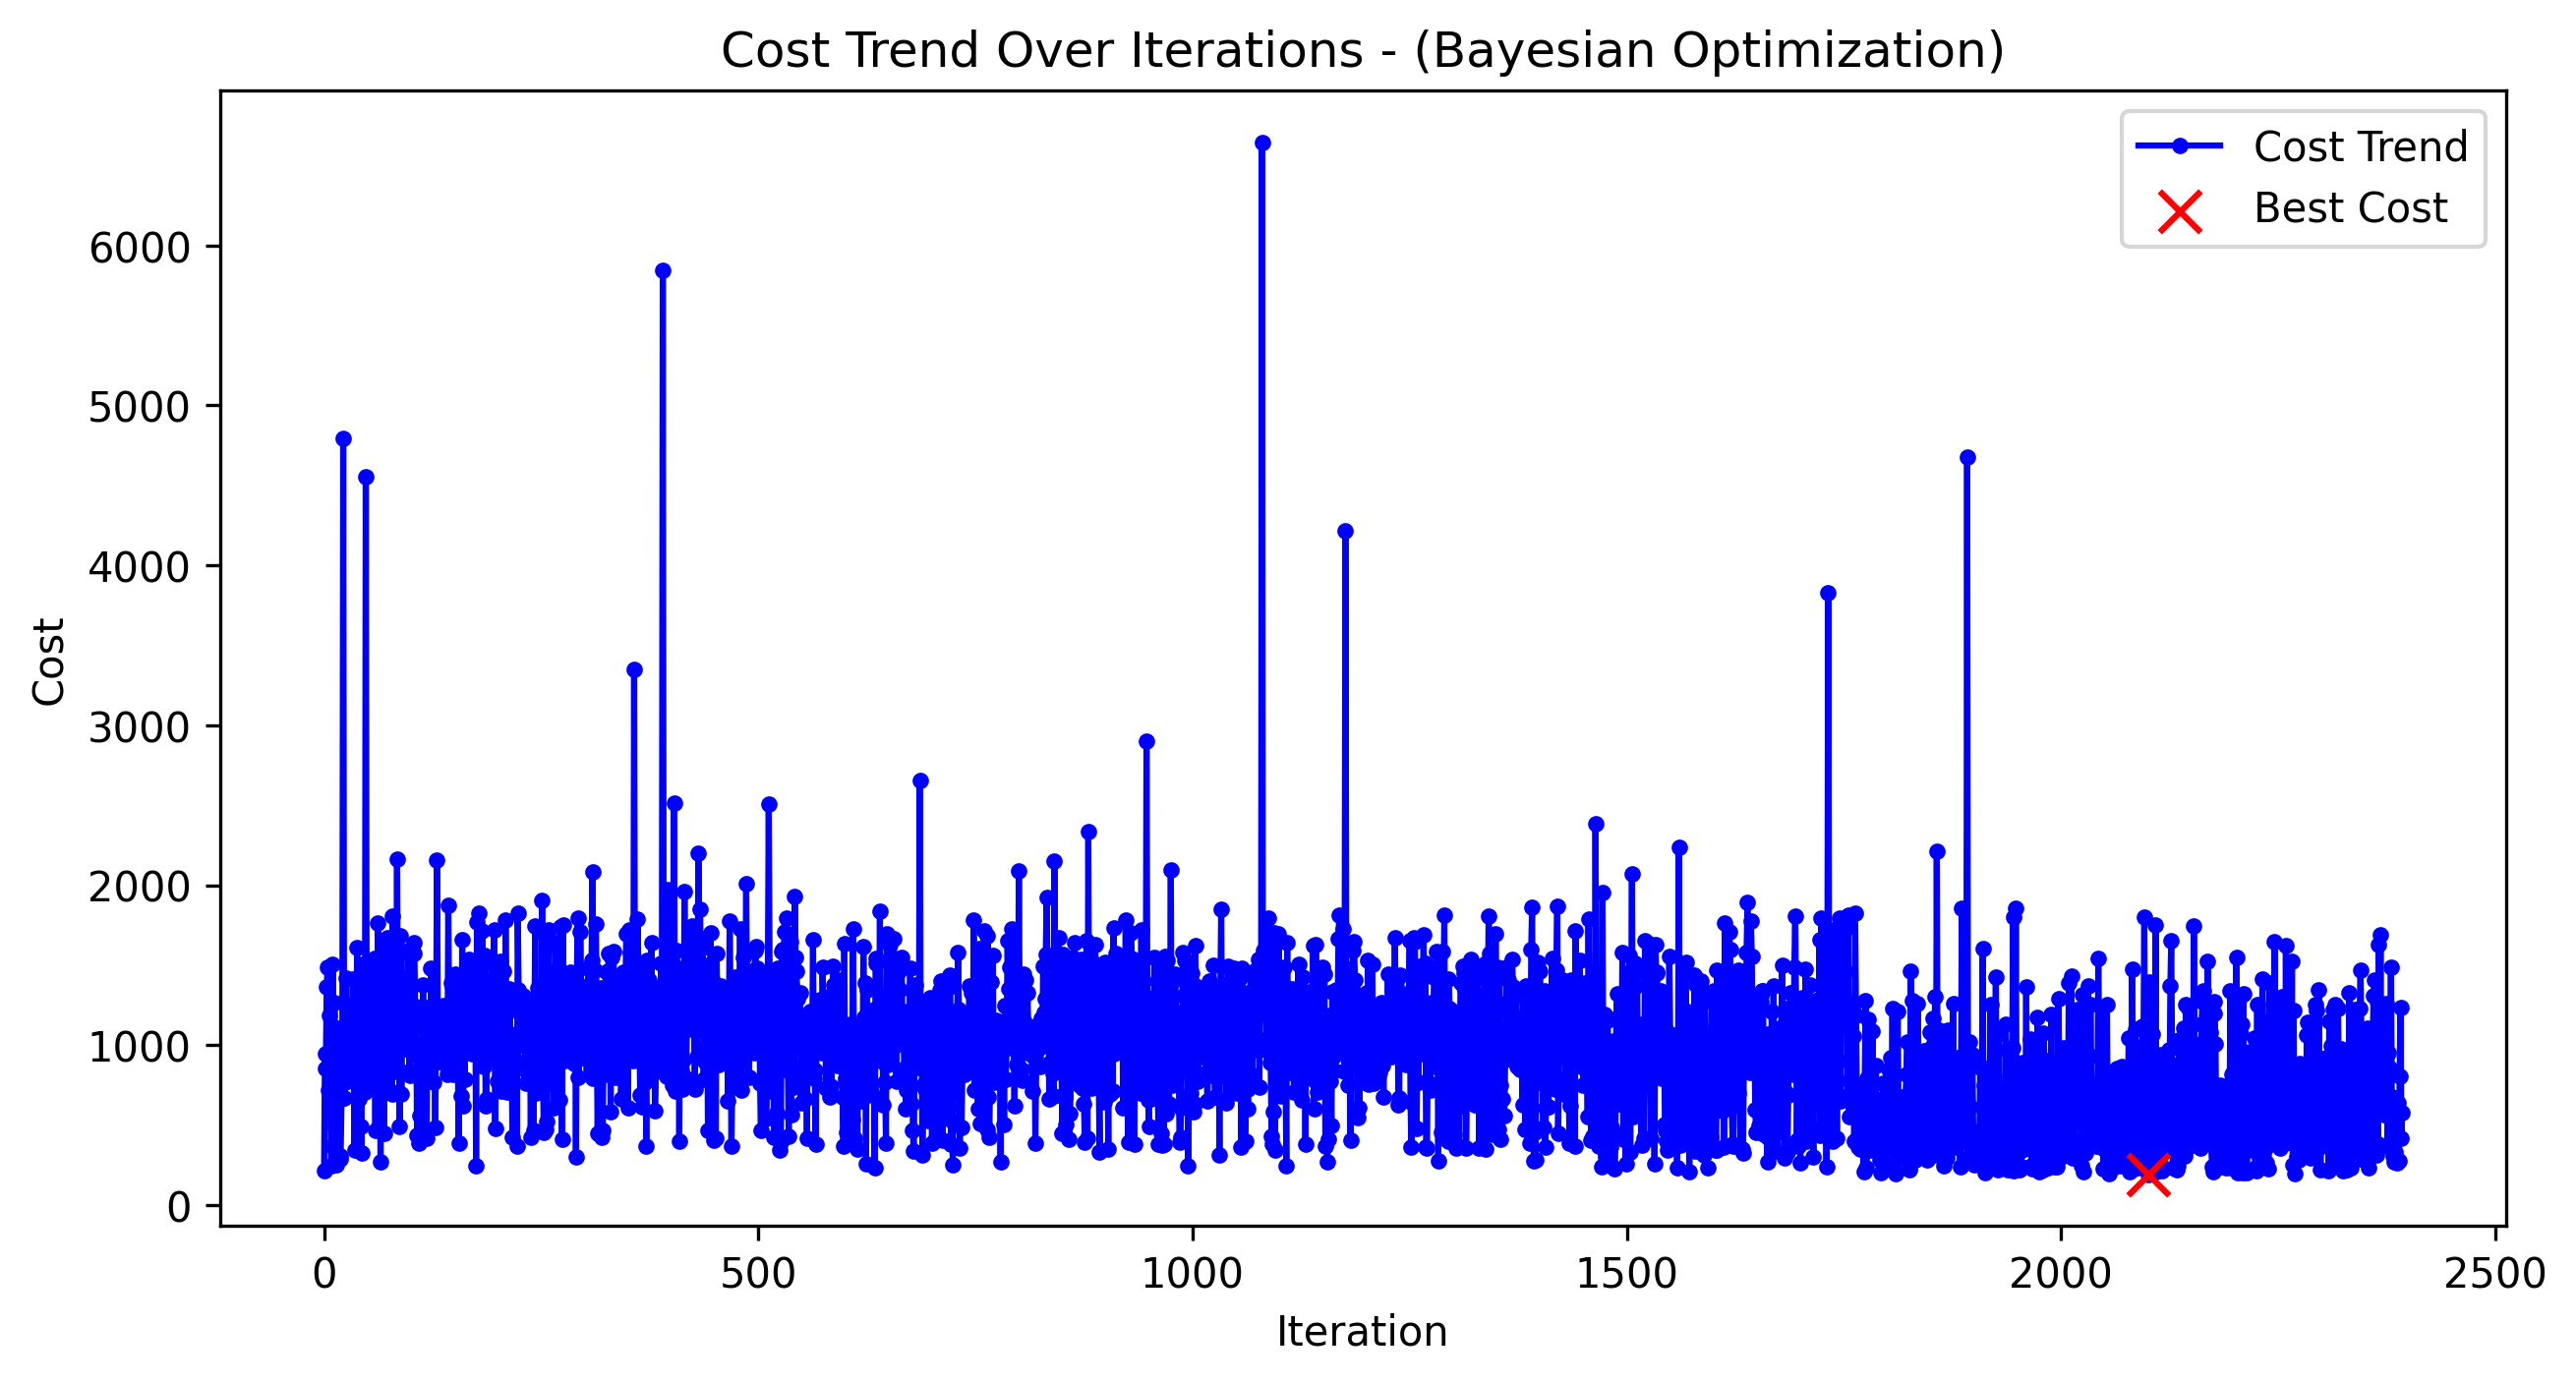 Cost Trend Over Iterations - (Bayesian Optimization)
Cost Trend
Best Cost
6000
5000
4000
3000
2000
1000
0
Cost
0 500 1000 1500 2000 2500
Iteration